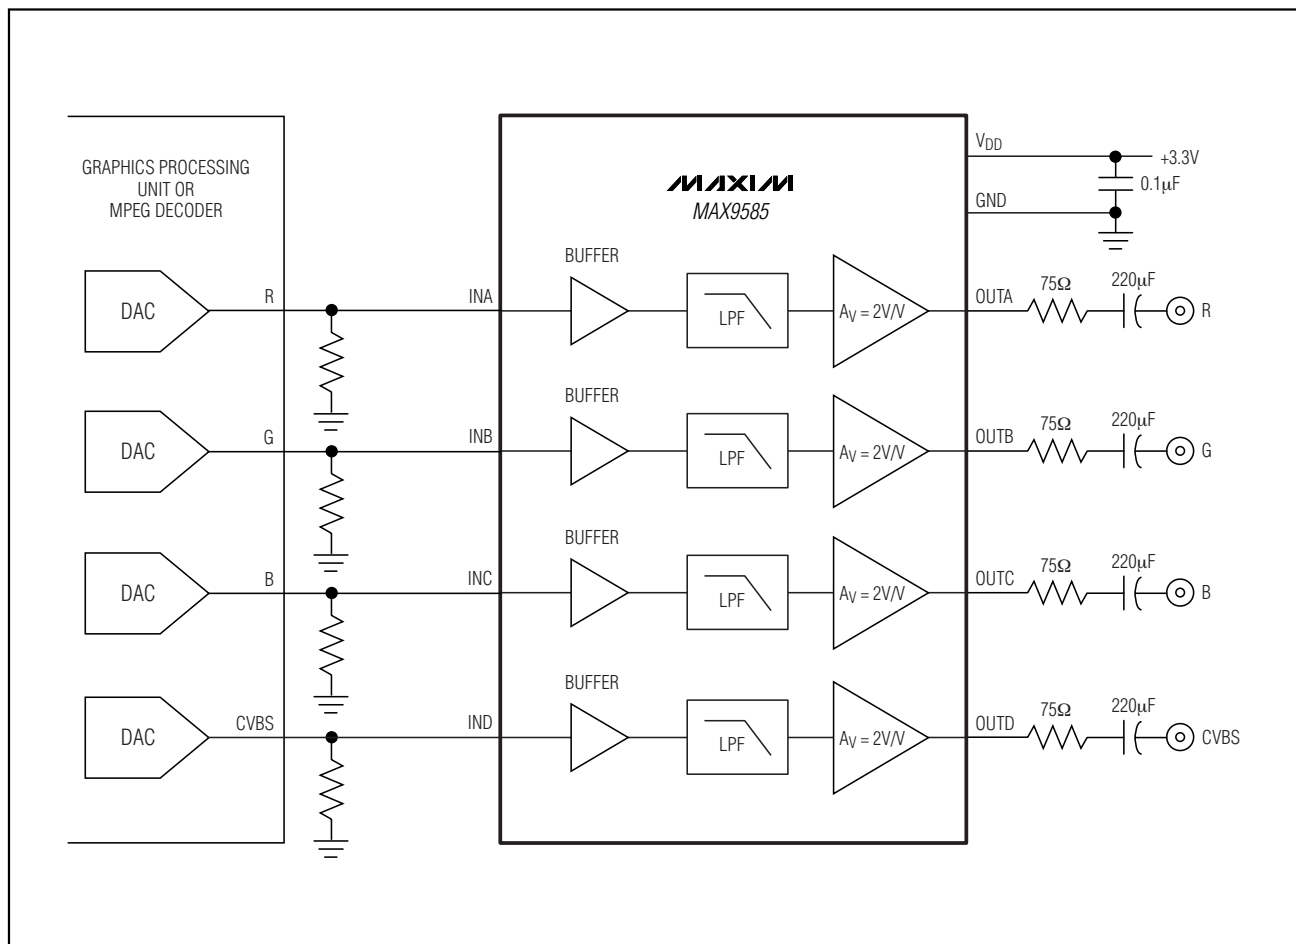 GRAPHICS PROCESSING
UNIT OR
MPEG DECODER
MAXIM
MAX9585
VDD
+3.3V
0.1µF
GND
DAC
R
INA
BUFFER
LPF
AV = 2V/V
OUTA
75Ω
220µF
R
DAC
G
INB
BUFFER
LPF
AV = 2V/V
OUTB
75Ω
220µF
G
DAC
B
INC
BUFFER
LPF
AV = 2V/V
OUTC
75Ω
220µF
B
DAC
CVBS
IND
BUFFER
LPF
AV = 2V/V
OUTD
75Ω
220µF
CVBS